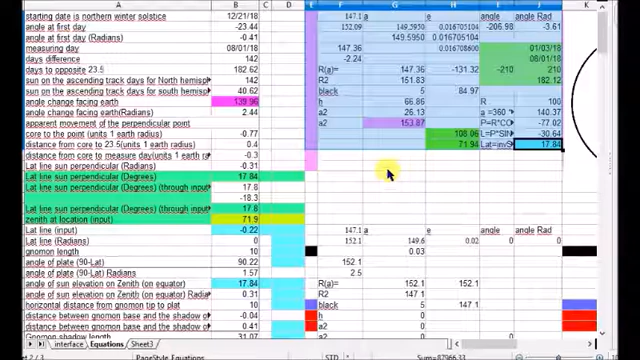 A B C D E F G H I J
starting date is northern winter solstice 12/21/18 147.1 a e angle angle Rad
angle at first day -23.44 152.09 149.5950 0.016705104 -206.98 -3.61
angle at first day (Radians) -0.41 149.5950 0.016705104
measuring day 08/01/18 147.36 0.016708600 01/03/18
days difference 142 -2.24 08/01/18
days to opposite 23.5 182.62 R(a)= 147.36 -131.32 -210 210
sun on the ascending track days for North hemisp 142 R2 151.83 182.12
sun on the ascending track days for south hemisp 40.62 black 5 84.97
angle change facing earth 139.96 h 66.86 R 100
angle change facing earth(Radians) 2.44 a2 26.13 a =360 140.37
apparent movement of the perpendicular point a2 153.87 P=R*CO -77.02
core to the point (units 1 earth radius) -0.77 108.06 L=P*SIN -30.64
distance from core to 23.5(units 1 earth radius) 0.4 71.94 Lat=invS 17.84
distance from core to measure day(units 1 earth r -0.3
Lat line sun perpendicular (Radians) -0.31
Lat line sun perpendicular (Degrees) 17.84
Lat line sun perpendicular (Degrees) (through input 17.8
-18.3
Lat line sun perpendicular (Degrees) (through input 17.8
zenith at location (input) 71.9
Lat line (input) -0.22 147.1 a e angle angle Rad
Lat line (Radians) 0 152.1 149.6 0.02 0 0
gnomon length 10 0.03
angle of plate (90-Lat) 90.22 152.1
angle of plate (90-Lat) Radians 1.57 2.5
angle of sun elevation on Zenith (on equator) 17.84 R(a)= 152.1 152.1
angle of sun elevation on Zenith (on equator) Radia 0.31 R2 147.1
horizontal distance from gnomon tip to plat 10 black 5 147.1
distance between gnomon base and the shadow of -0.04 0
distance between gnomon base and the shadow of 0.41 0
Shadow Gnomon length 31.07 0
interface Equations Sheet3
Sheet 2 / 3 PageStyle Equations STD Sum=87966.33